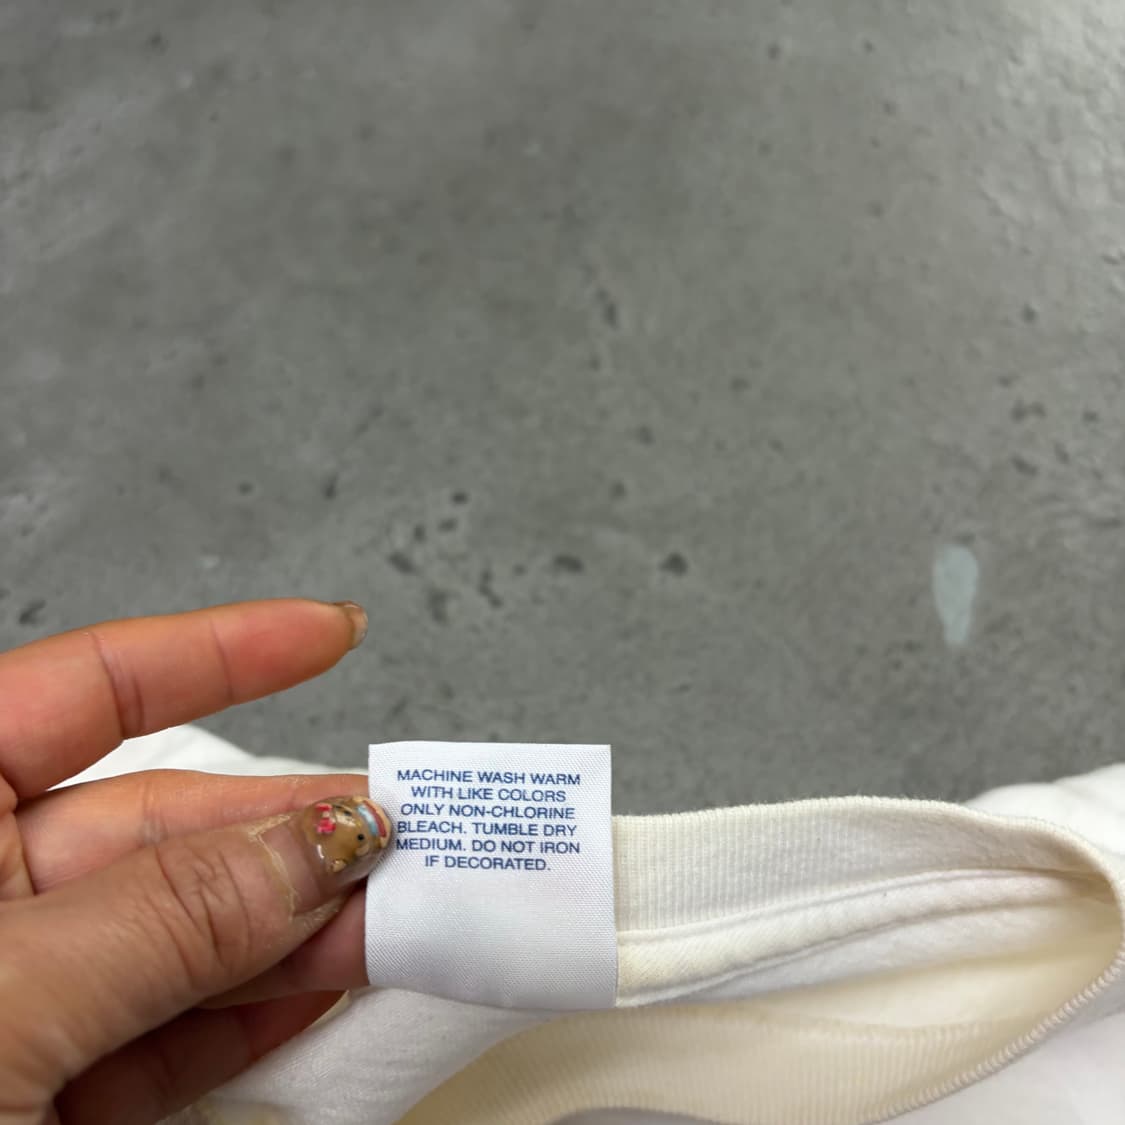 MACHINE WASH WARM
WITH LIKE COLORS
ONLY NON-CHLORINE
BLEACH. TUMBLE DRY
MEDIUM. DO NOT IRON
IF DECORATED.